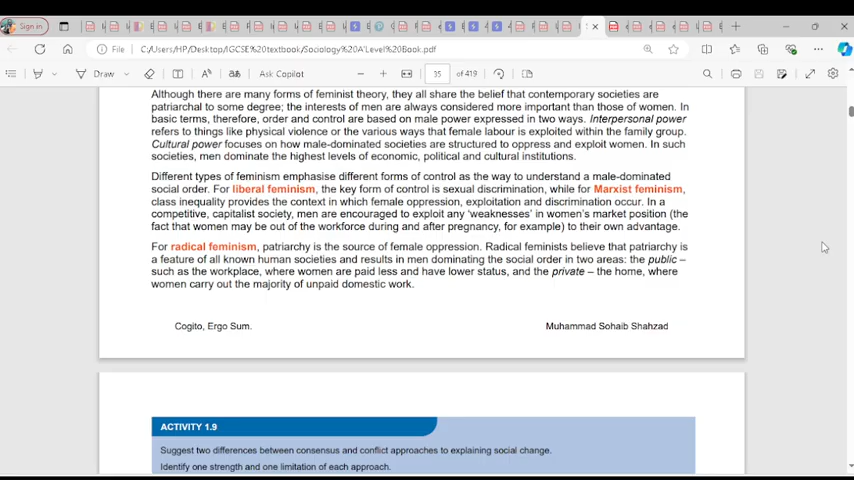 Sign in
File
C:/Users/HP/Desktop/IGCSE%20textbook/Sociology%20A'Level%20Book.pdf
Draw
Ask Copilot
35 of 419
Although there are many forms of feminist theory, they all share the belief that contemporary societies are
patriarchal to some degree; the interests of men are always considered more important than those of women. In
basic terms, therefore, order and control are based on male power expressed in two ways. Interpersonal power
refers to things like physical violence or the various ways that female labour is exploited within the family group.
Cultural power focuses on how male-dominated societies are structured to oppress and exploit women. In such
societies, men dominate the highest levels of economic, political and cultural institutions.
Different types of feminism emphasise different forms of control as the way to understand a male-dominated
social order. For liberal feminism, the key form of control is sexual discrimination, while for Marxist feminism,
class inequality provides the context in which female oppression, exploitation and discrimination occur. In a
competitive, capitalist society, men are encouraged to exploit any ‘weaknesses’ in women’s market position (the
fact that women may be out of the workforce during and after pregnancy, for example) to their own advantage.
For radical feminism, patriarchy is the source of female oppression. Radical feminists believe that patriarchy is
a feature of all known human societies and results in men dominating the social order in two areas: the public –
such as the workplace, where women are paid less and have lower status, and the private – the home, where
women carry out the majority of unpaid domestic work.
Cogito, Ergo Sum.
Muhammad Sohaib Shahzad
ACTIVITY 1.9
Suggest two differences between consensus and conflict approaches to explaining social change.
Identify one strength and one limitation of each approach.